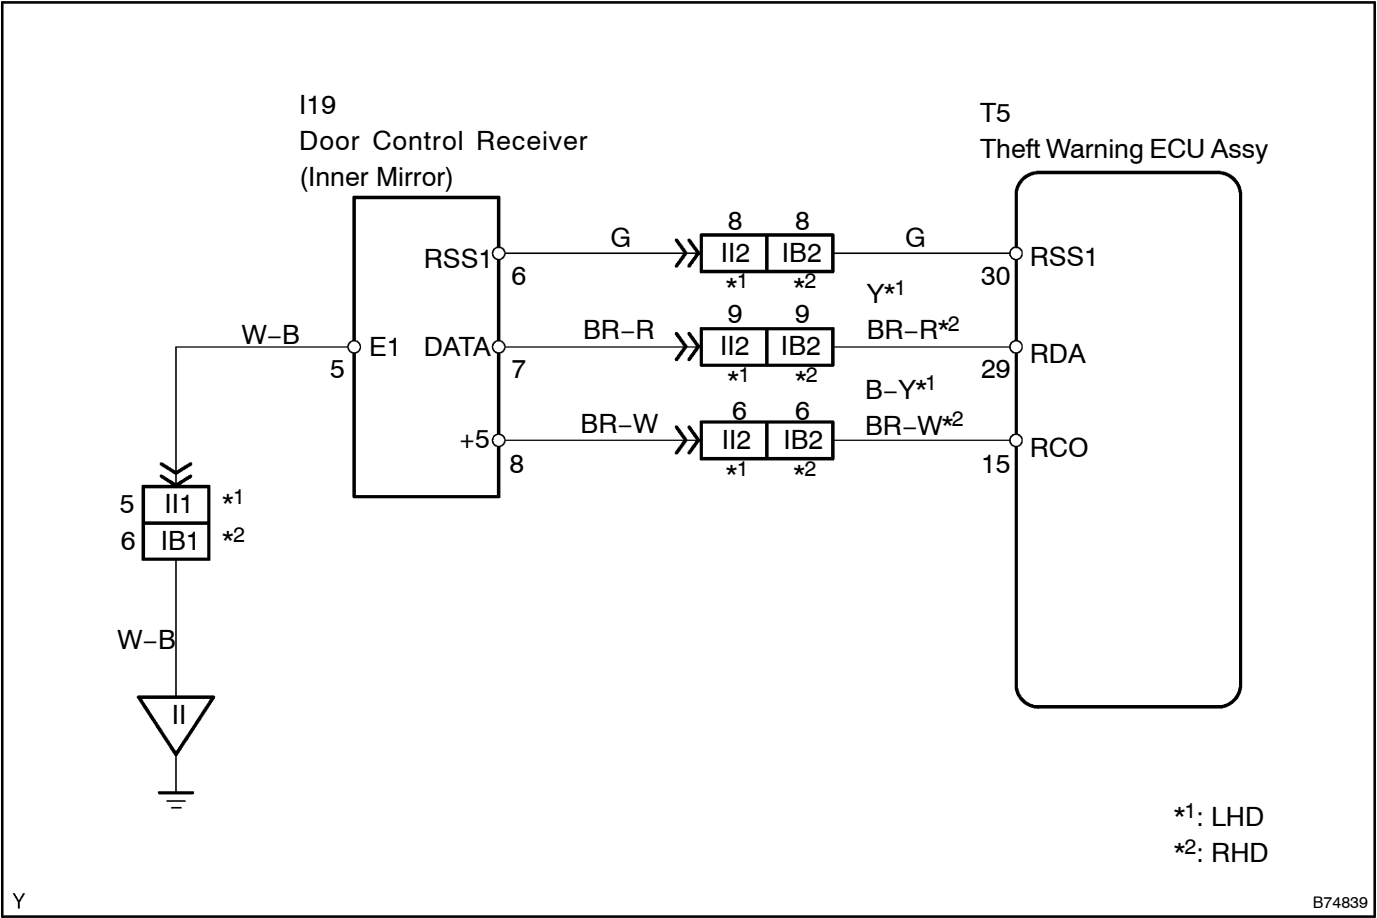 I19
Door Control Receiver
(Inner Mirror)
T5
Theft Warning ECU Assy
RSS1
6
G
8 8
II2 IB2
*1 *2
G
30
RSS1
W–B
5
E1
DATA
7
BR–R
9 9
II2 IB2
*1 *2
Y*1
BR–R*2
29
RDA
+5
8
BR–W
6 6
II2 IB2
*1 *2
B–Y*1
BR–W*2
15
RCO
5 II1 *1
6 IB1 *2
W–B
II
*1: LHD
*2: RHD
Y
B74839